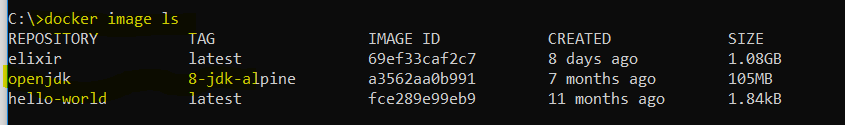 C:\>docker image ls
REPOSITORY TAG IMAGE ID CREATED SIZE
elixir latest 69ef33caf2c7 8 days ago 1.08GB
openjdk 8-jdk-alpine a3562aa0b991 7 months ago 105MB
hello-world latest fce289e99eb9 11 months ago 1.84kB